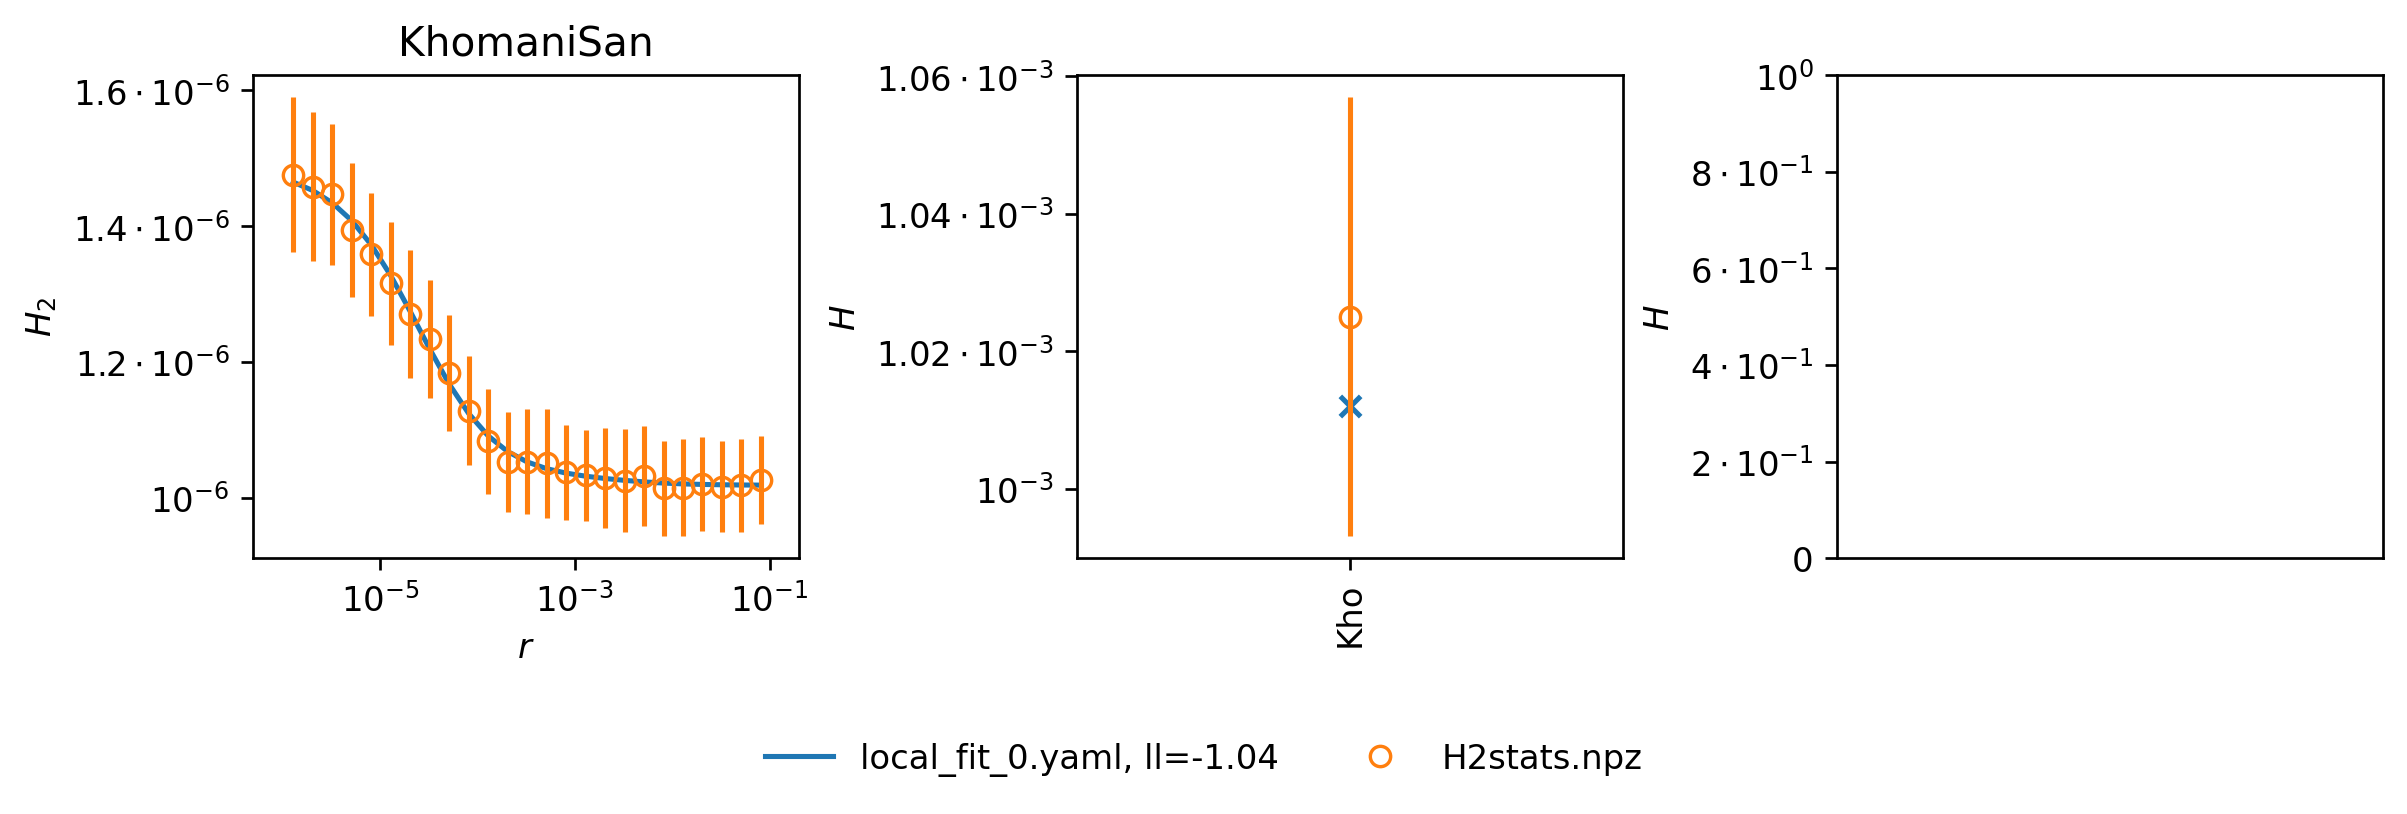 KhomaniSan
H₂
1.6 · 10⁻⁶
1.4 · 10⁻⁶
1.2 · 10⁻⁶
10⁻⁶
10⁻⁵
10⁻³
10⁻¹
r
H
1.06 · 10⁻³
1.04 · 10⁻³
1.02 · 10⁻³
10⁻³
Kho
H
10⁰
8 · 10⁻¹
6 · 10⁻¹
4 · 10⁻¹
2 · 10⁻¹
0
local_fit_0.yaml, ll=-1.04
H2stats.npz